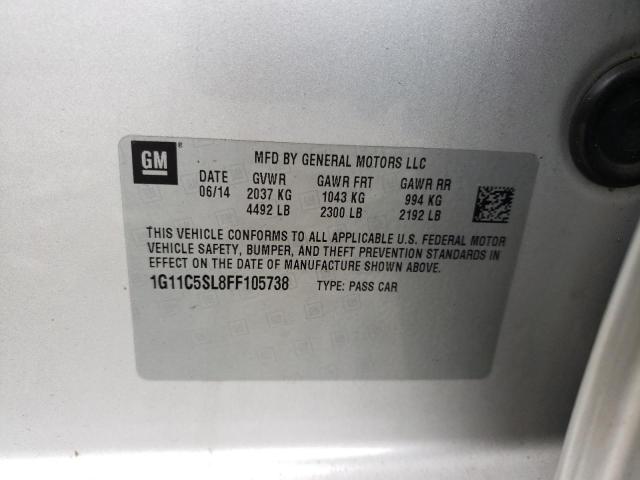 GM ® MFD BY GENERAL MOTORS LLC
DATE GVWR GAWR FRT GAWR RR
06/14 2037 KG 1043 KG 994 KG
4492 LB 2300 LB 2192 LB
THIS VEHICLE CONFORMS TO ALL APPLICABLE U.S. FEDERAL MOTOR
VEHICLE SAFETY, BUMPER, AND THEFT PREVENTION STANDARDS IN
EFFECT ON THE DATE OF MANUFACTURE SHOWN ABOVE.
1G11C5SL8FF105738 TYPE: PASS CAR